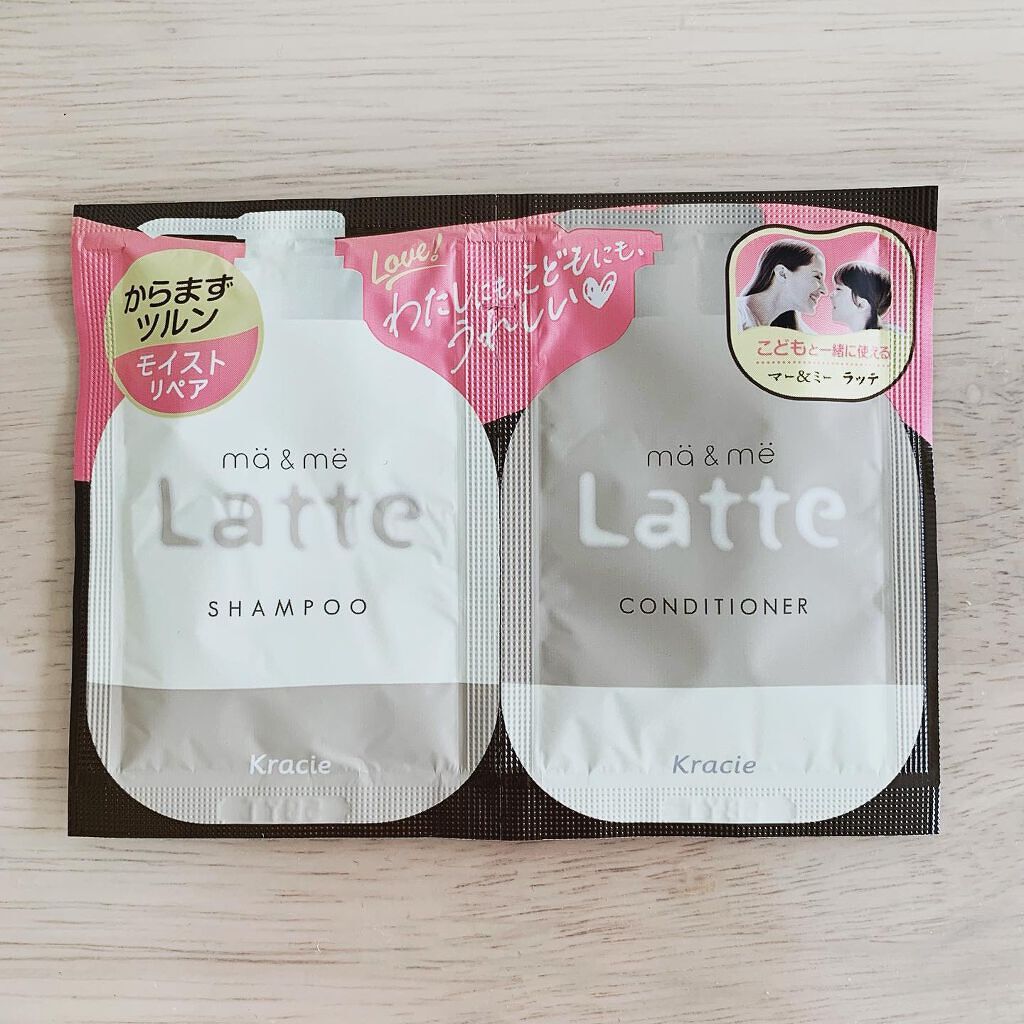 からまず
ツルン
モイスト
リペア
Love!
わたしにも、こどもにも、
うれしい
こどもと一緒に使える
マー&ミー ラッテ
mä & më
Latte
SHAMPOO
Kracie
mä & më
Latte
CONDITIONER
Kracie